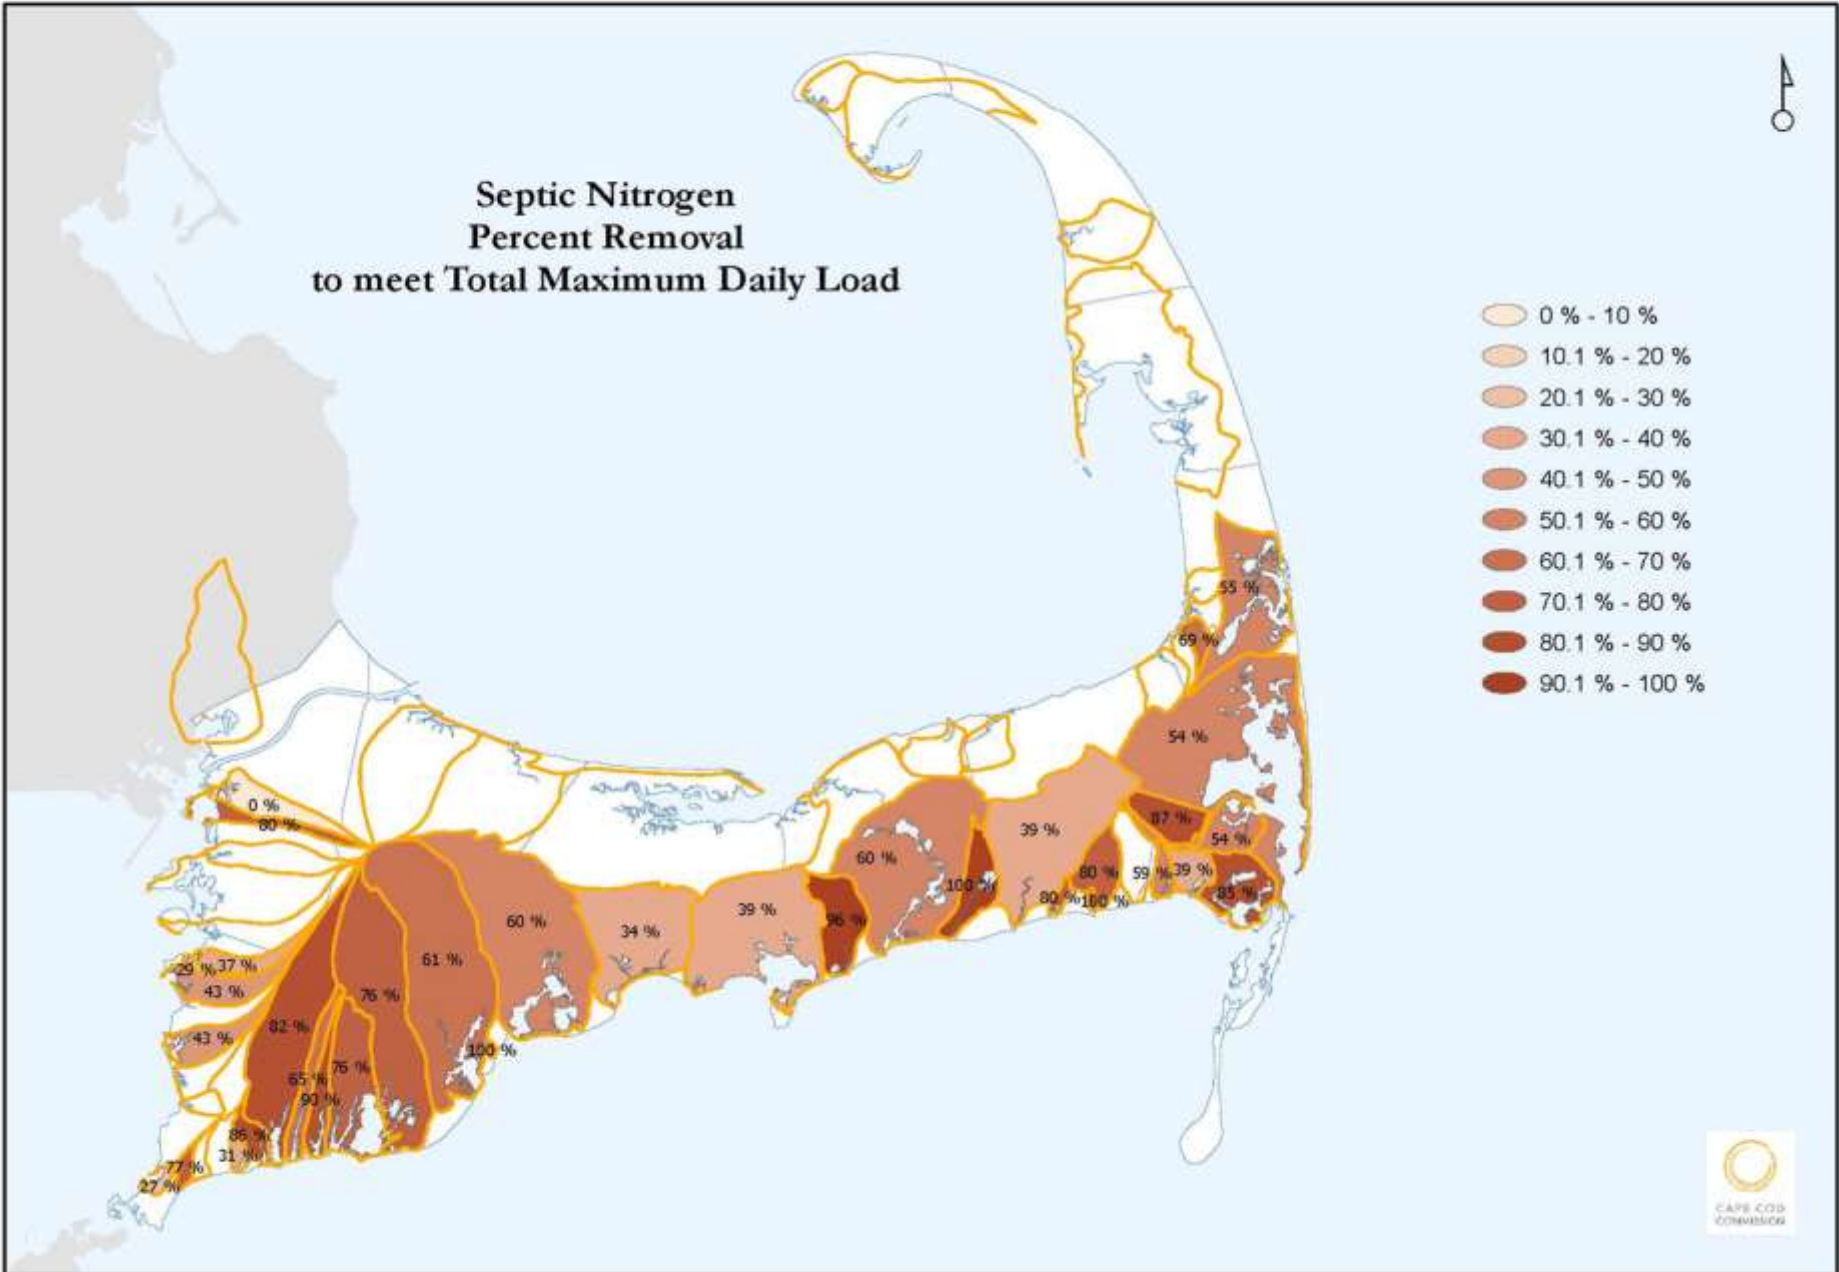 Septic Nitrogen
Percent Removal
to meet Total Maximum Daily Load
0 % - 10 %
10.1 % - 20 %
20.1 % - 30 %
30.1 % - 40 %
40.1 % - 50 %
50.1 % - 60 %
60.1 % - 70 %
70.1 % - 80 %
80.1 % - 90 %
90.1 % - 100 %
55 %
69 %
54 %
0 %
80 %
87 %
39 %
54 %
60 %
80 %
59 %
39 %
100 %
85 %
80 %
100 %
39 %
96 %
60 %
34 %
61 %
29 %
37 %
43 %
76 %
82 %
43 %
100 %
76 %
65 %
90 %
86 %
31 %
77 %
27 %
CAPE COD
COMMISSION